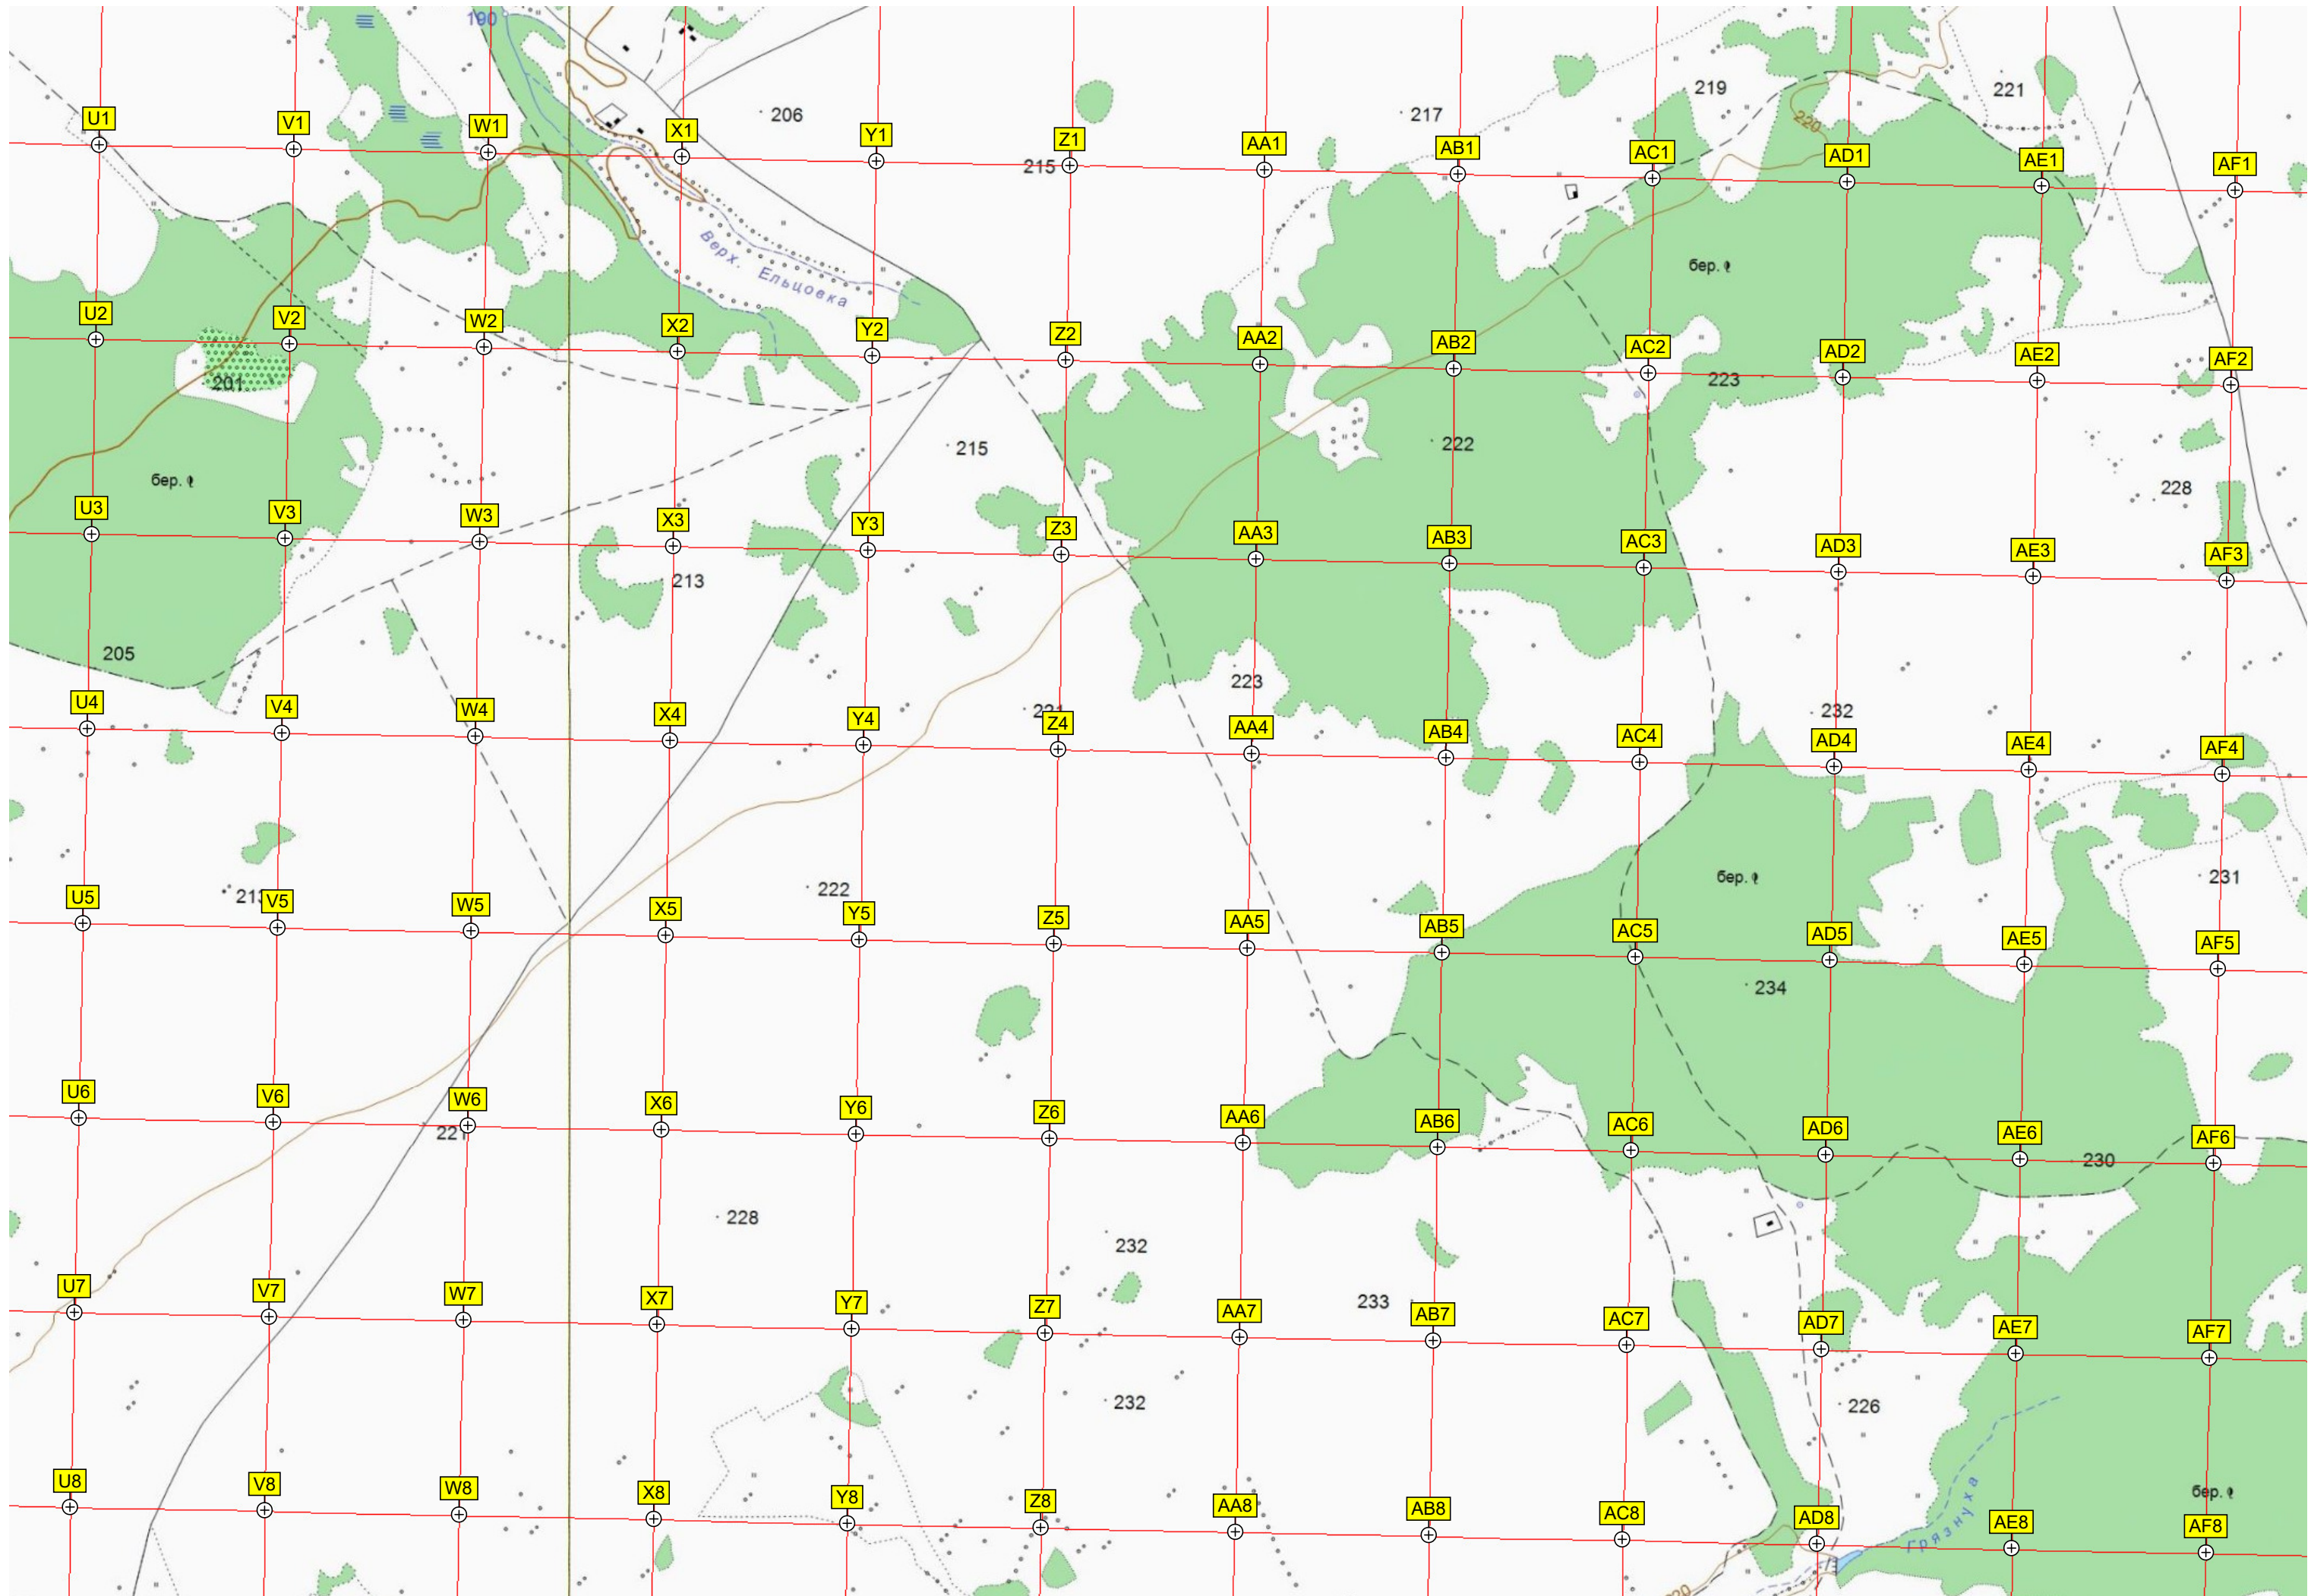 190
206
217
219
221
220
U1 V1 W1 X1 Y1 Z1 AA1 AB1 AC1 AD1 AE1 AF1
215
Верх. Ельцовка
бер.
U2 V2 W2 X2 Y2 Z2 AA2 AB2 AC2 AD2 AE2 AF2
201
223
215
222
бер.
228
U3 V3 W3 X3 Y3 Z3 AA3 AB3 AC3 AD3 AE3 AF3
213
205
223
232
U4 V4 W4 X4 Y4 Z4 AA4 AB4 AC4 AD4 AE4 AF4
213
222
бер.
231
U5 V5 W5 X5 Y5 Z5 AA5 AB5 AC5 AD5 AE5 AF5
234
U6 V6 W6 X6 Y6 Z6 AA6 AB6 AC6 AD6 AE6 AF6
221
230
228
232
233
U7 V7 W7 X7 Y7 Z7 AA7 AB7 AC7 AD7 AE7 AF7
232
226
бер.
U8 V8 W8 X8 Y8 Z8 AA8 AB8 AC8 AD8 AE8 AF8
Грязнуха